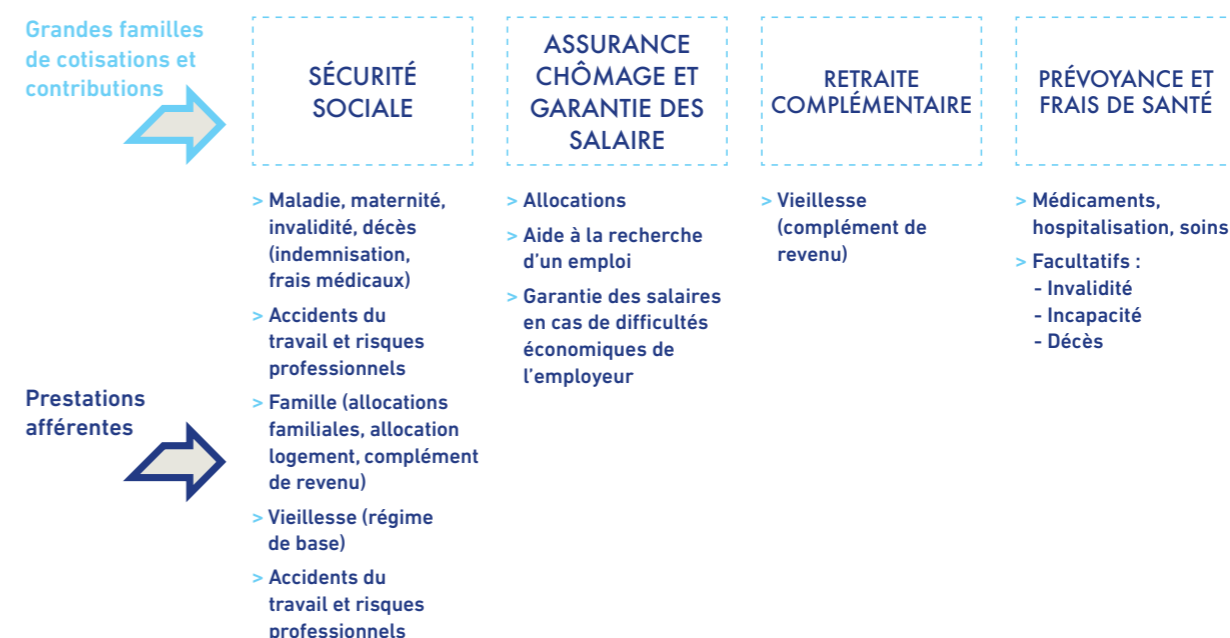 Grandes familles
de cotisations et
contributions
SÉCURITÉ
SOCIALE
ASSURANCE
CHÔMAGE ET
GARANTIE DES
SALAIRE
RETRAITE
COMPLÉMENTAIRE
PRÉVOYANCE ET
FRAIS DE SANTÉ
Prestations
afférentes
> Maladie, maternité,
invalidité, décès
(indemnisation,
frais médicaux)
> Accidents du
travail et risques
professionnels
> Famille (allocations
familiales, allocation
logement, complément
de revenu)
> Vieillesse (régime
de base)
> Accidents du
travail et risques
professionnels
> Allocations
> Aide à la recherche
d'un emploi
> Garantie des salaires
en cas de difficultés
économiques de
l'employeur
> Vieillesse
(complément de
revenu)
> Médicaments,
hospitalisation, soins
> Facultatifs :
- Invalidité
- Incapacité
- Décès